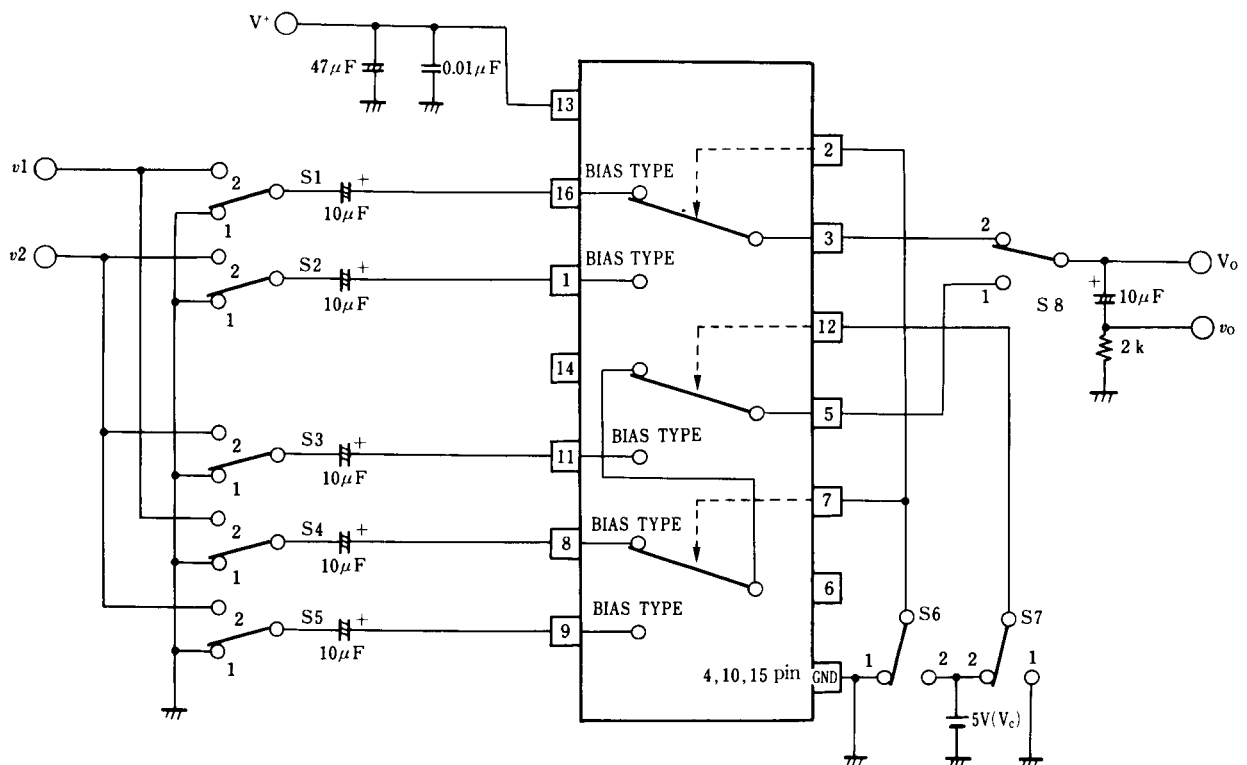 V+
47μF
0.01μF
13
2
BIAS TYPE
v1
2
S1
+
16
10μF
1
3
2
v2
2
S2
+
1
BIAS TYPE
10μF
1
1
S8
+
10μF
Vo
vo
2 k
12
14
5
2
S3
+
11
BIAS TYPE
10μF
1
7
2
S4
+
8
BIAS TYPE
10μF
1
6
2
S5
+
9
BIAS TYPE
10μF
1
S6
S7
4,10,15 pin
GND
1
2
2
1
5V(Vc)